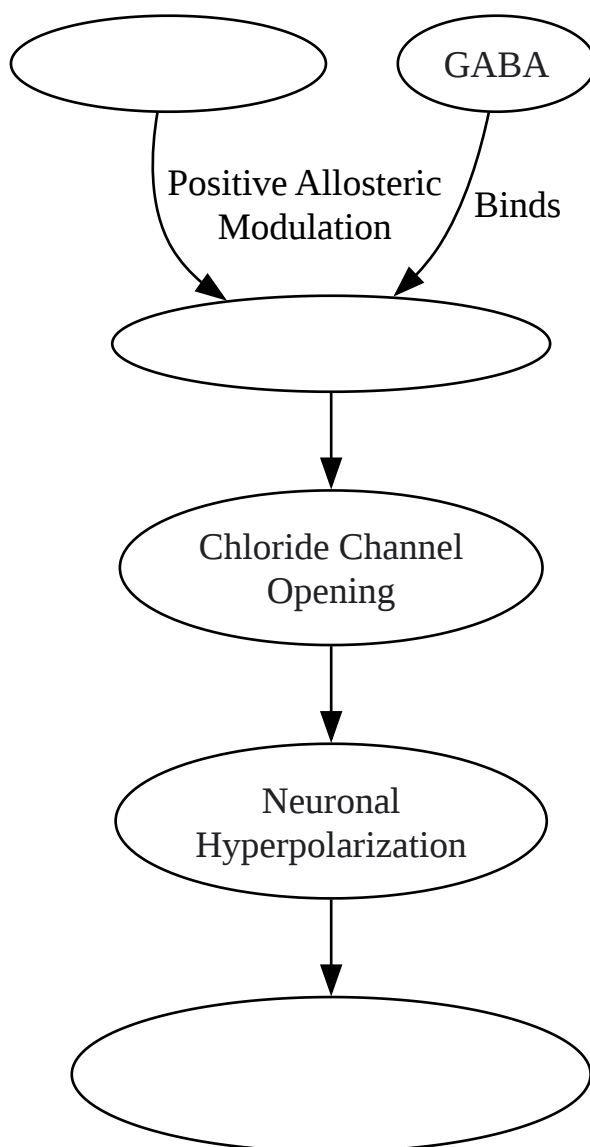 GABA
Positive Allosteric
Modulation
Binds
Chloride Channel
Opening
Neuronal
Hyperpolarization